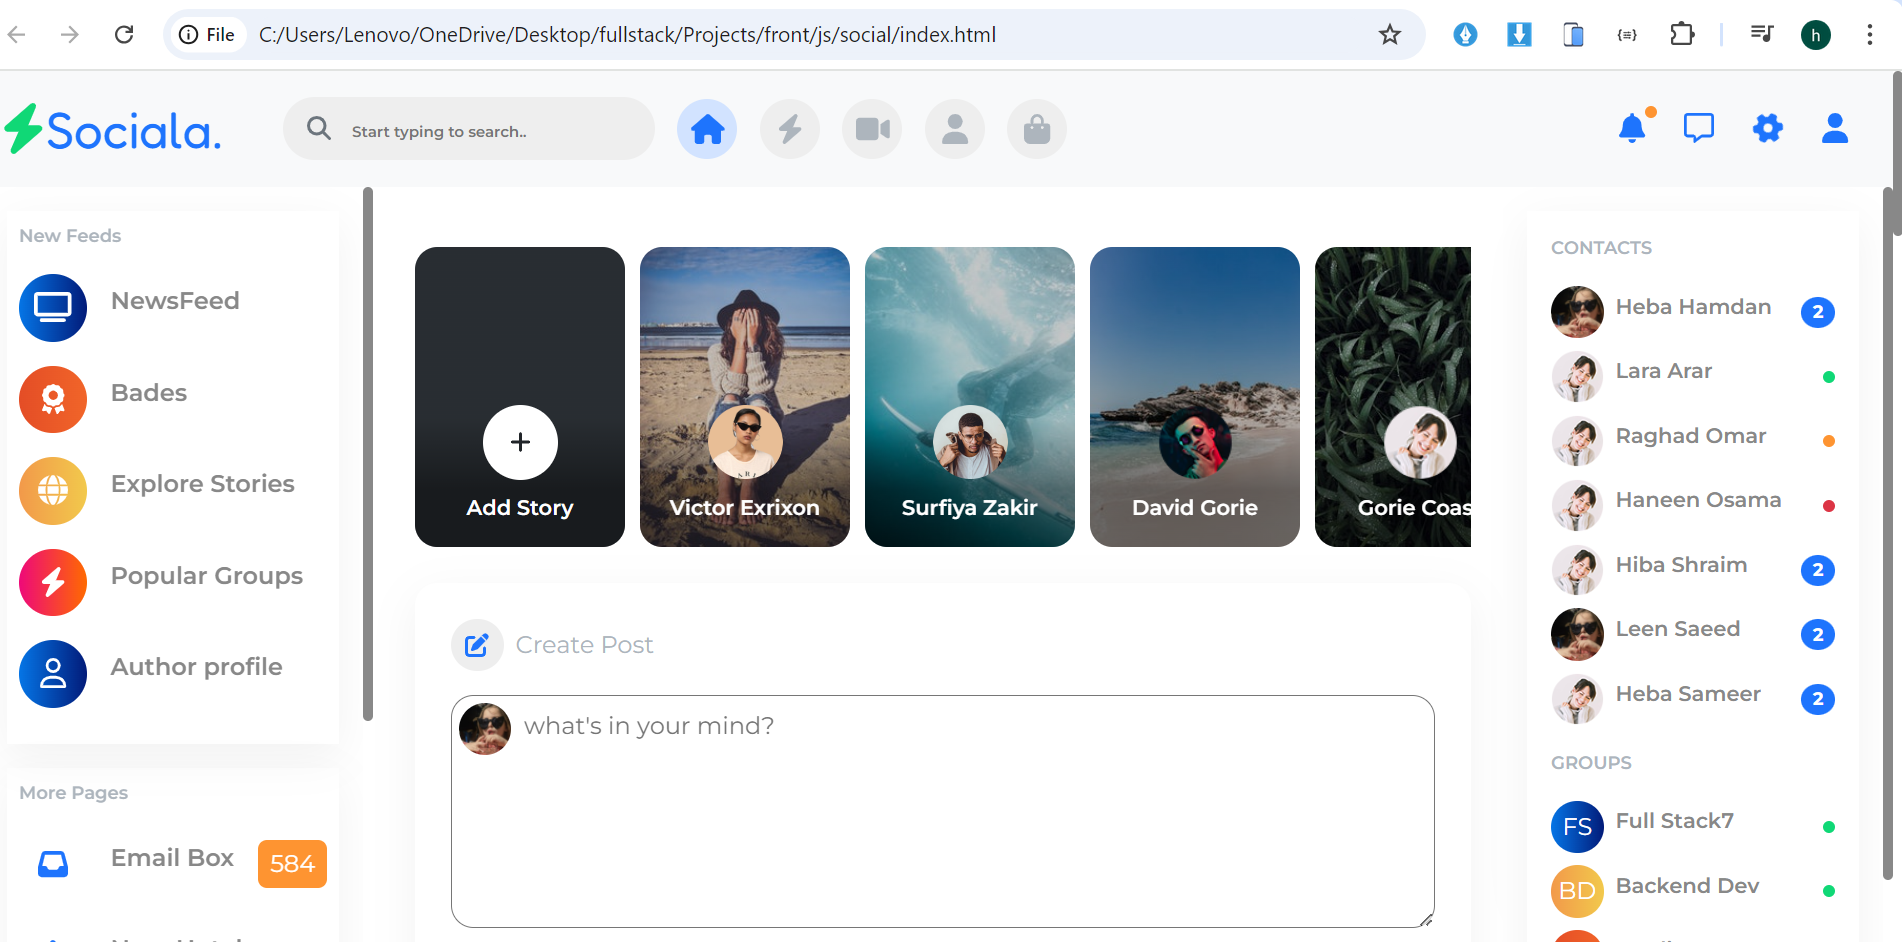 File C:/Users/Lenovo/OneDrive/Desktop/fullstack/Projects/front/js/social/index.html
{≡}
h
Sociala.
Start typing to search..
New Feeds
NewsFeed
Bades
Explore Stories
Popular Groups
Author profile
More Pages
Email Box 584
Add Story
Victor Exrixon
Surfiya Zakir
David Gorie
Gorie Coas
Create Post
what's in your mind?
CONTACTS
Heba Hamdan 2
Lara Arar
Raghad Omar
Haneen Osama
Hiba Shraim 2
Leen Saeed 2
Heba Sameer 2
GROUPS
FS Full Stack7
BD Backend Dev